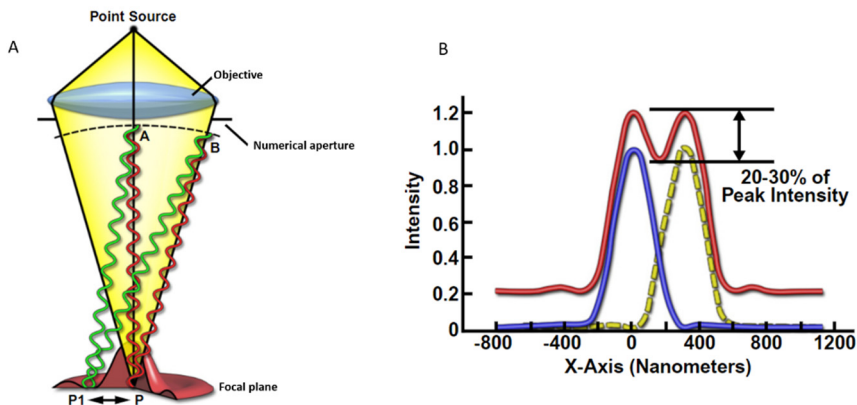 A
Point Source
Objective
A
Numerical aperture
B
Focal plane
P1
P
B
1.2
1.0
0.8
0.6
0.4
0.2
0
Intensity
20-30% of
Peak Intensity
-800 -400 0 400 800 1200
X-Axis (Nanometers)